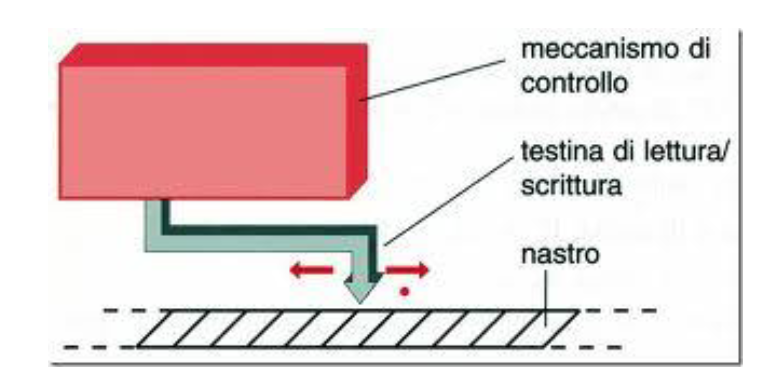 meccanismo di
controllo
testina di lettura/
scrittura
nastro